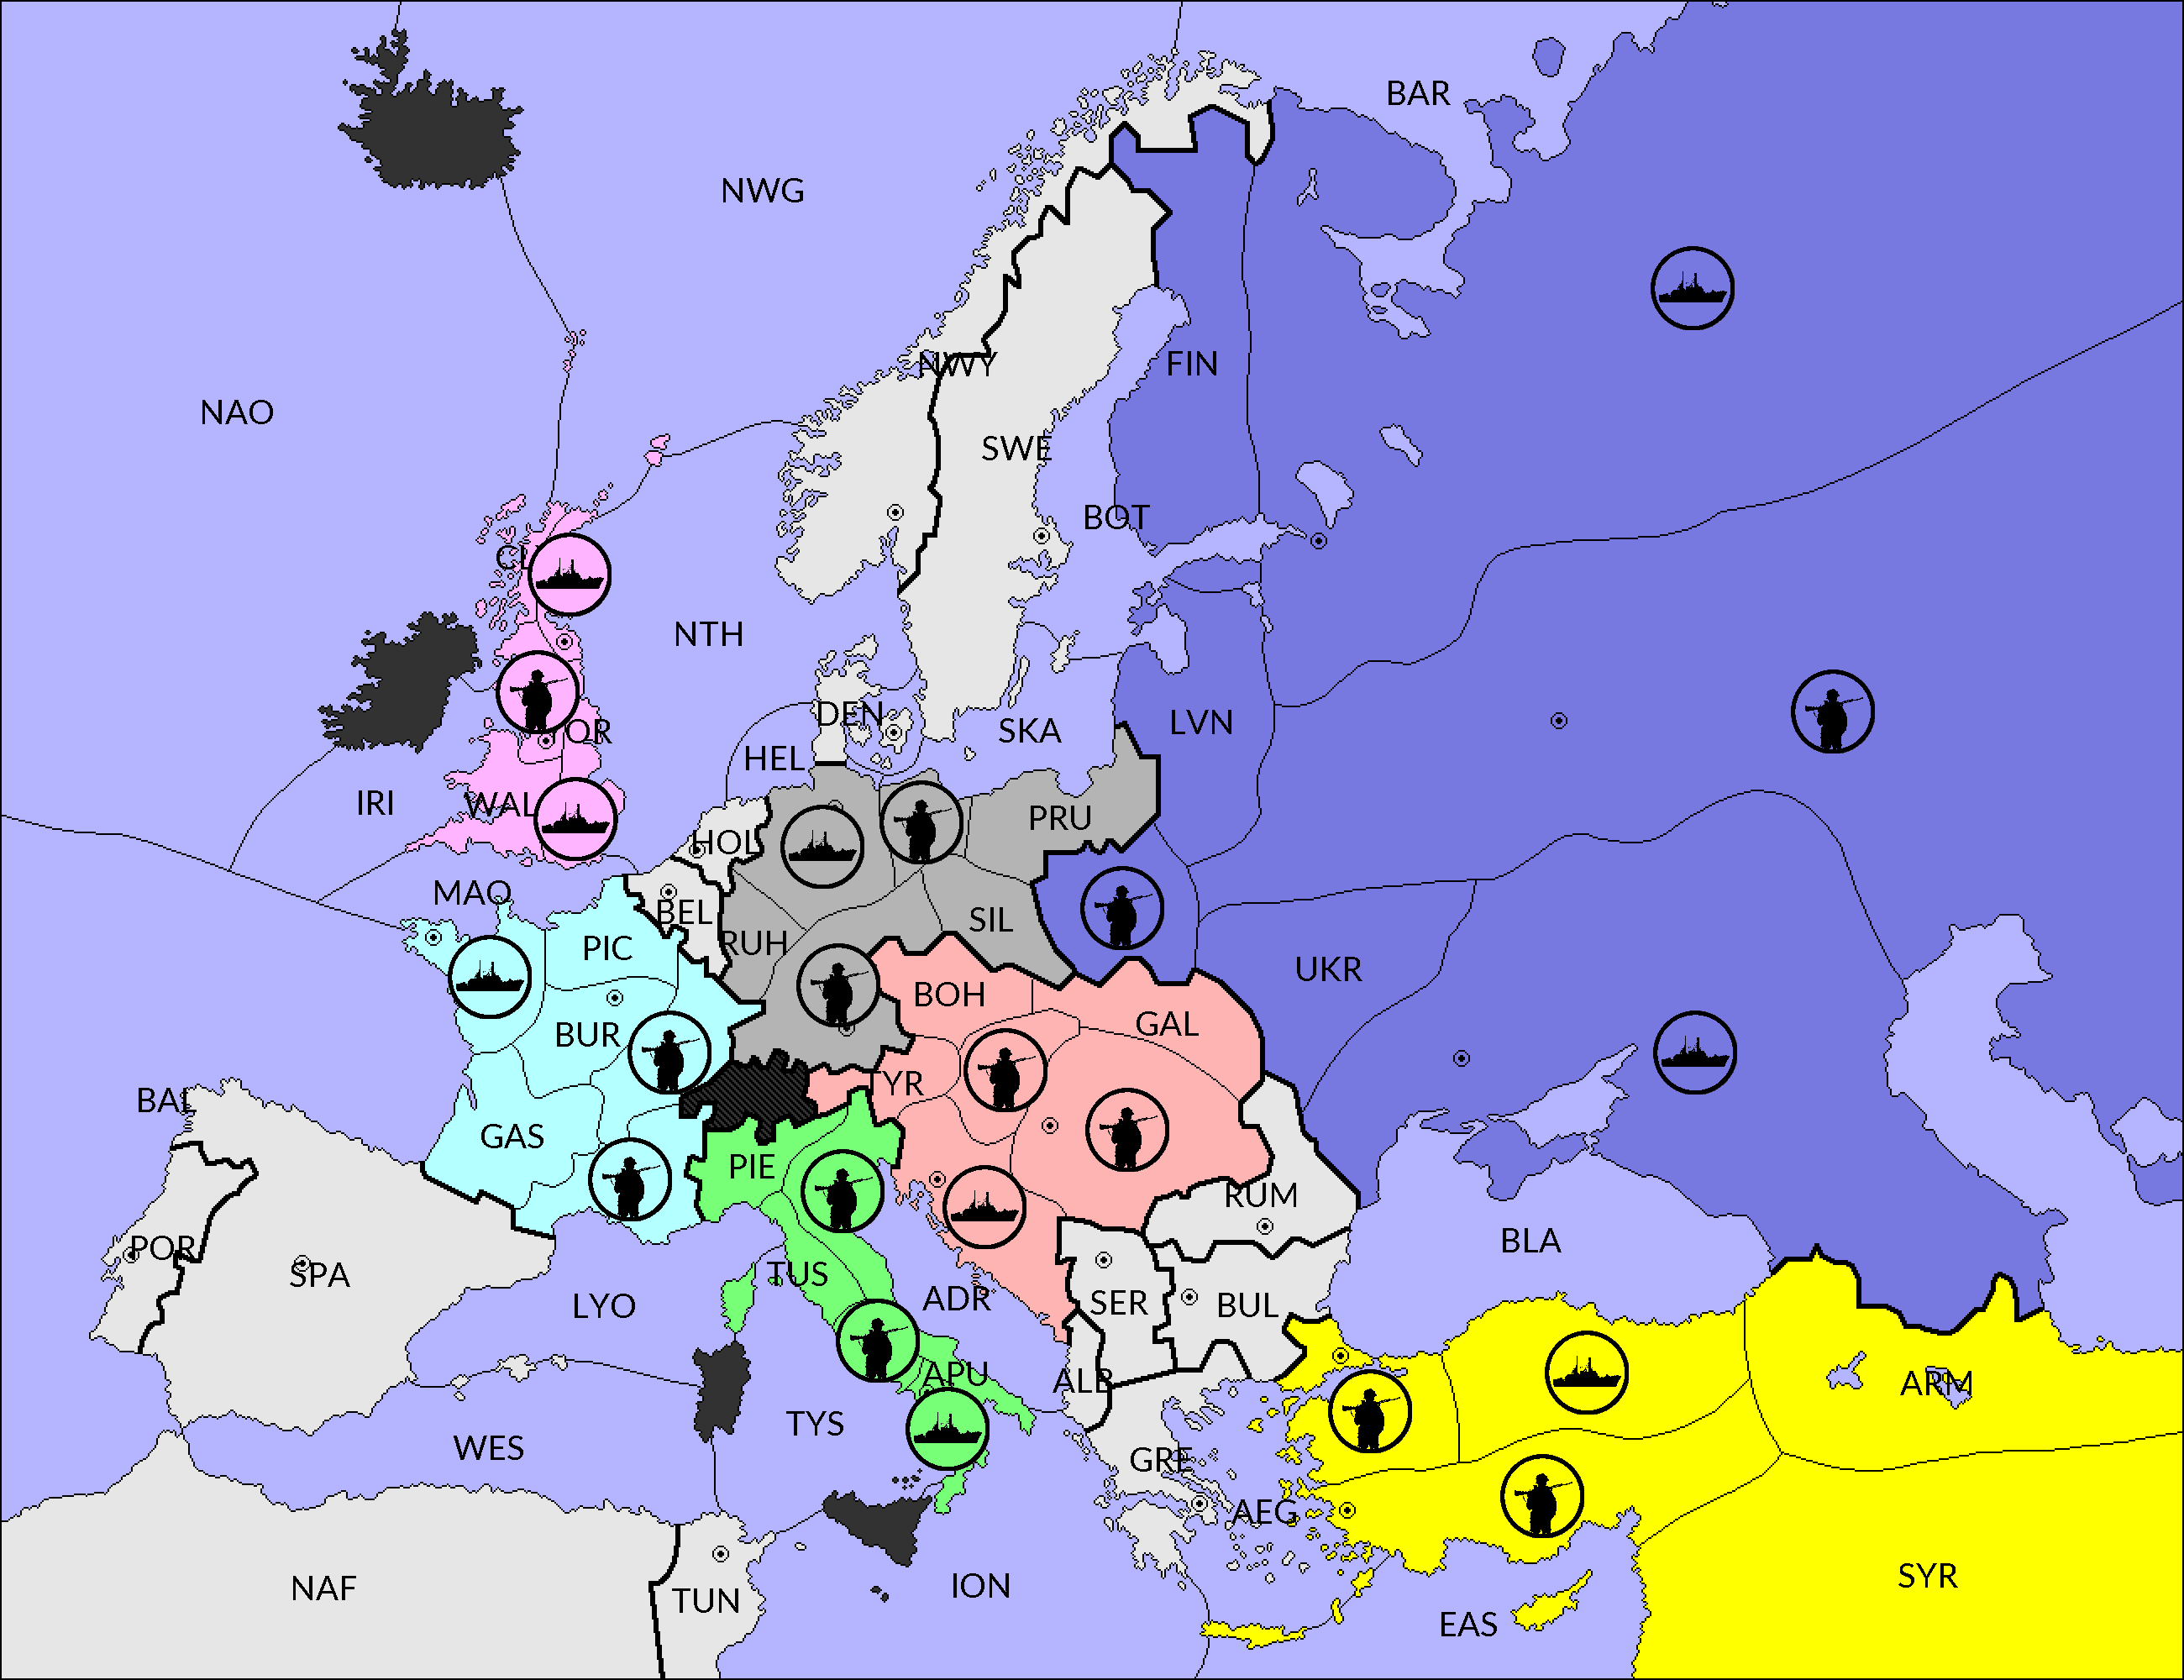 BAR
NWG
NWY
FIN
NAO
SWE
BOT
NTH
DEN
LVN
SKA
HEL
IRI
WAL
PRU
HOL
MAO
BEL
SIL
RUH
PIC
UKR
BOH
GAL
BUR
TYR
BAL
GAS
PIE
RUM
POR
SPA
BLA
TUS
LYO
ADR
SER
BUL
APU
ALB
ARM
TYS
WES
GRE
AEG
NAF
TUN
ION
SYR
EAS